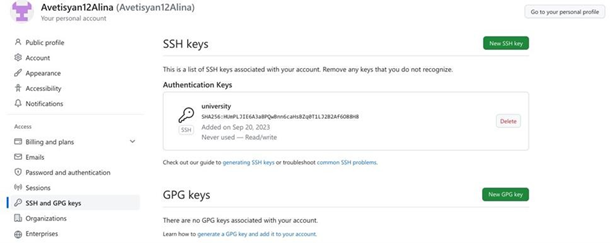 Avetisyan12Alina (Avetisyan12Alina)
Your personal account
Go to your personal profile
Public profile
Account
Appearance
Accessibility
Notifications
Access
Billing and plans
Emails
Password and authentication
Sessions
SSH and GPG keys
Organizations
Enterprises
SSH keys
New SSH key
This is a list of SSH keys associated with your account. Remove any keys that you do not recognize.
Authentication Keys
university
SSH
Added on Sep 20, 2023
Never used — Read/write
Delete
Check out our guide to generating SSH keys or troubleshoot common SSH problems.
GPG keys
New GPG key
There are no GPG keys associated with your account.
Learn how to generate a GPG key and add it to your account.